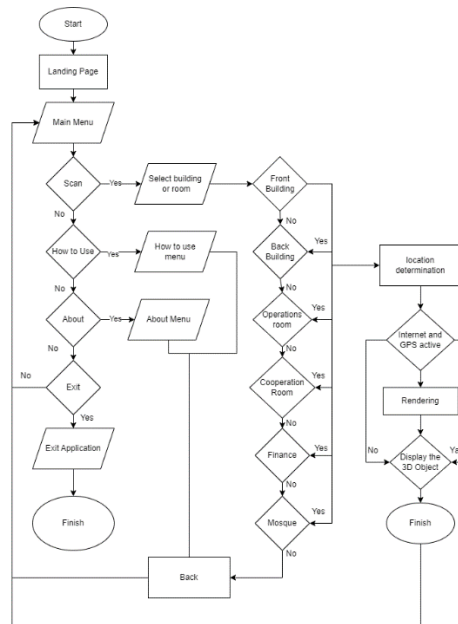 Start
Landing Page
Main Menu
Scan
Yes
Select building
or room
Front
Building
No
No
How to Use
Yes
How to use
menu
Back
Building
Yes
location
determination
No
No
About
Yes
About Menu
Operations
room
Yes
Internet and
GPS active
No
No
Yes
No
Exit
Cooperation
Room
Rendering
Yes
No
Exit Application
Finance
Yes
No
Display the
3D Object
Ya
No
Finish
Mosque
Yes
Finish
No
Back